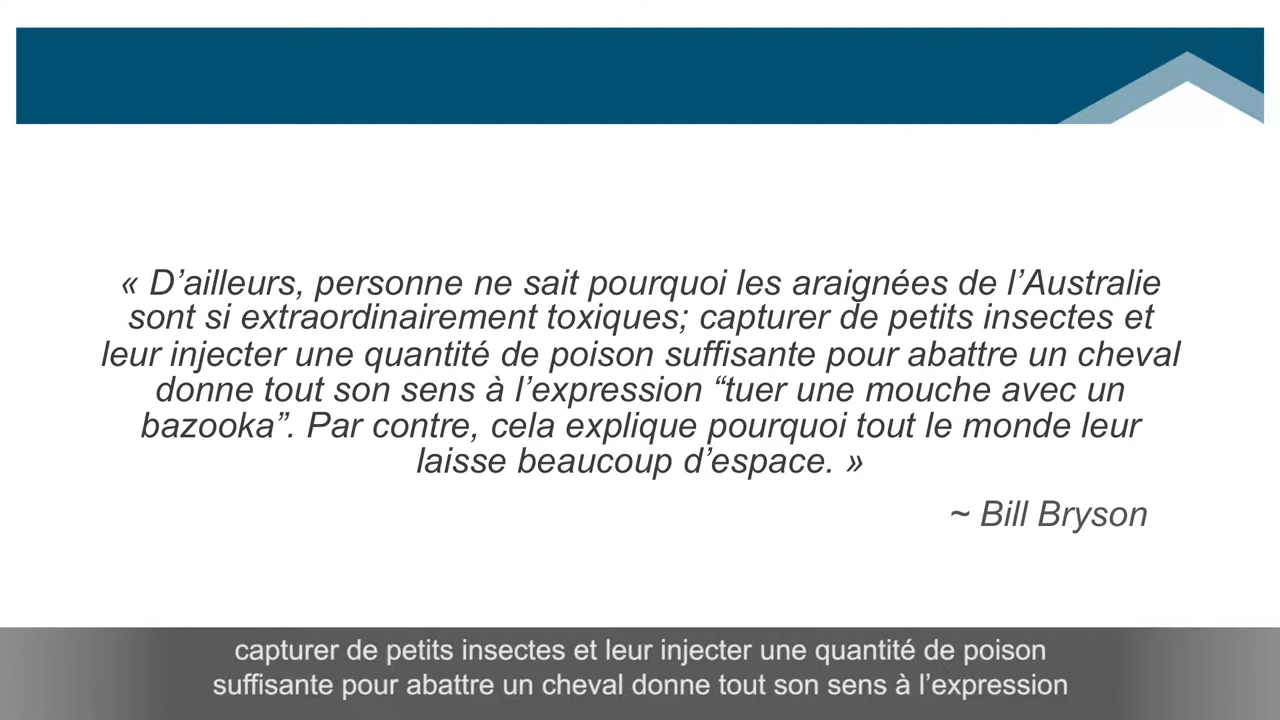 « D’ailleurs, personne ne sait pourquoi les araignées de l’Australie
sont si extraordinairement toxiques; capturer de petits insectes et
leur injecter une quantité de poison suffisante pour abattre un cheval
donne tout son sens à l’expression “tuer une mouche avec un
bazooka”. Par contre, cela explique pourquoi tout le monde leur
laisse beaucoup d’espace. »
~ Bill Bryson
capturer de petits insectes et leur injecter une quantité de poison
suffisante pour abattre un cheval donne tout son sens à l’expression